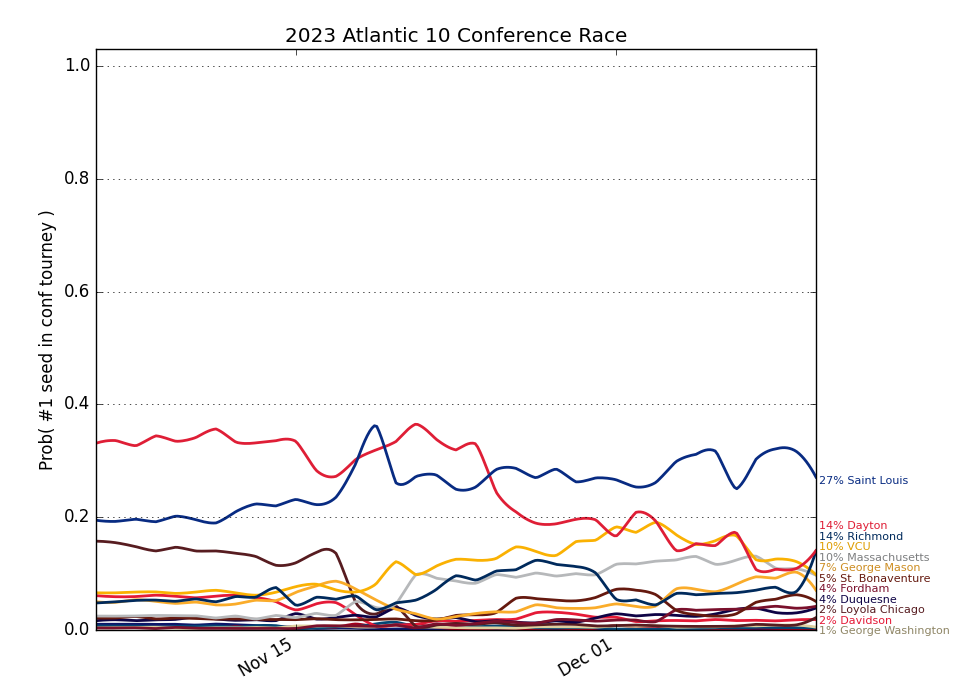 2023 Atlantic 10 Conference Race
Prob( #1 seed in conf tourney )
1.0
0.8
0.6
0.4
0.2
0.0
Nov 15
Dec 01
27% Saint Louis
14% Dayton
14% Richmond
10% VCU
10% Massachusetts
7% George Mason
5% St. Bonaventure
4% Fordham
4% Duquesne
2% Loyola Chicago
2% Davidson
1% George Washington